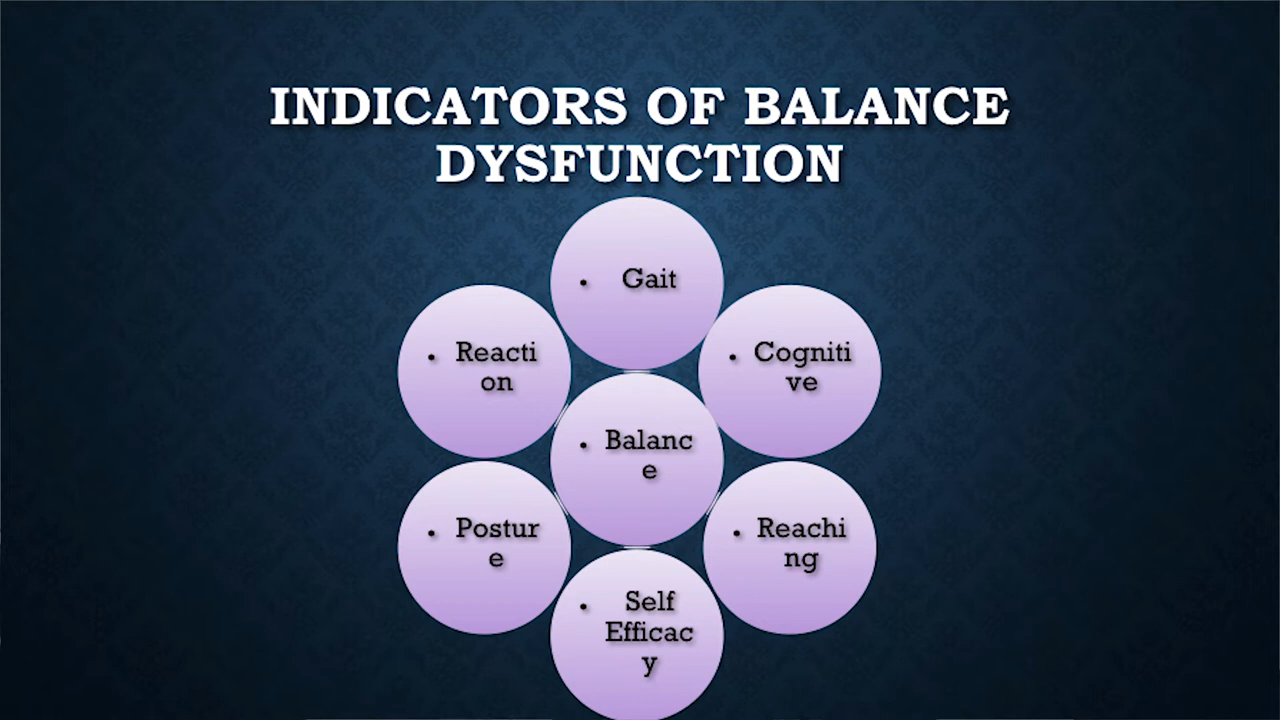 INDICATORS OF BALANCE
DYSFUNCTION
• Gait
• Reacti
on
• Cogniti
ve
• Balanc
e
• Postur
e
• Reachi
ng
• Self
Efficac
y